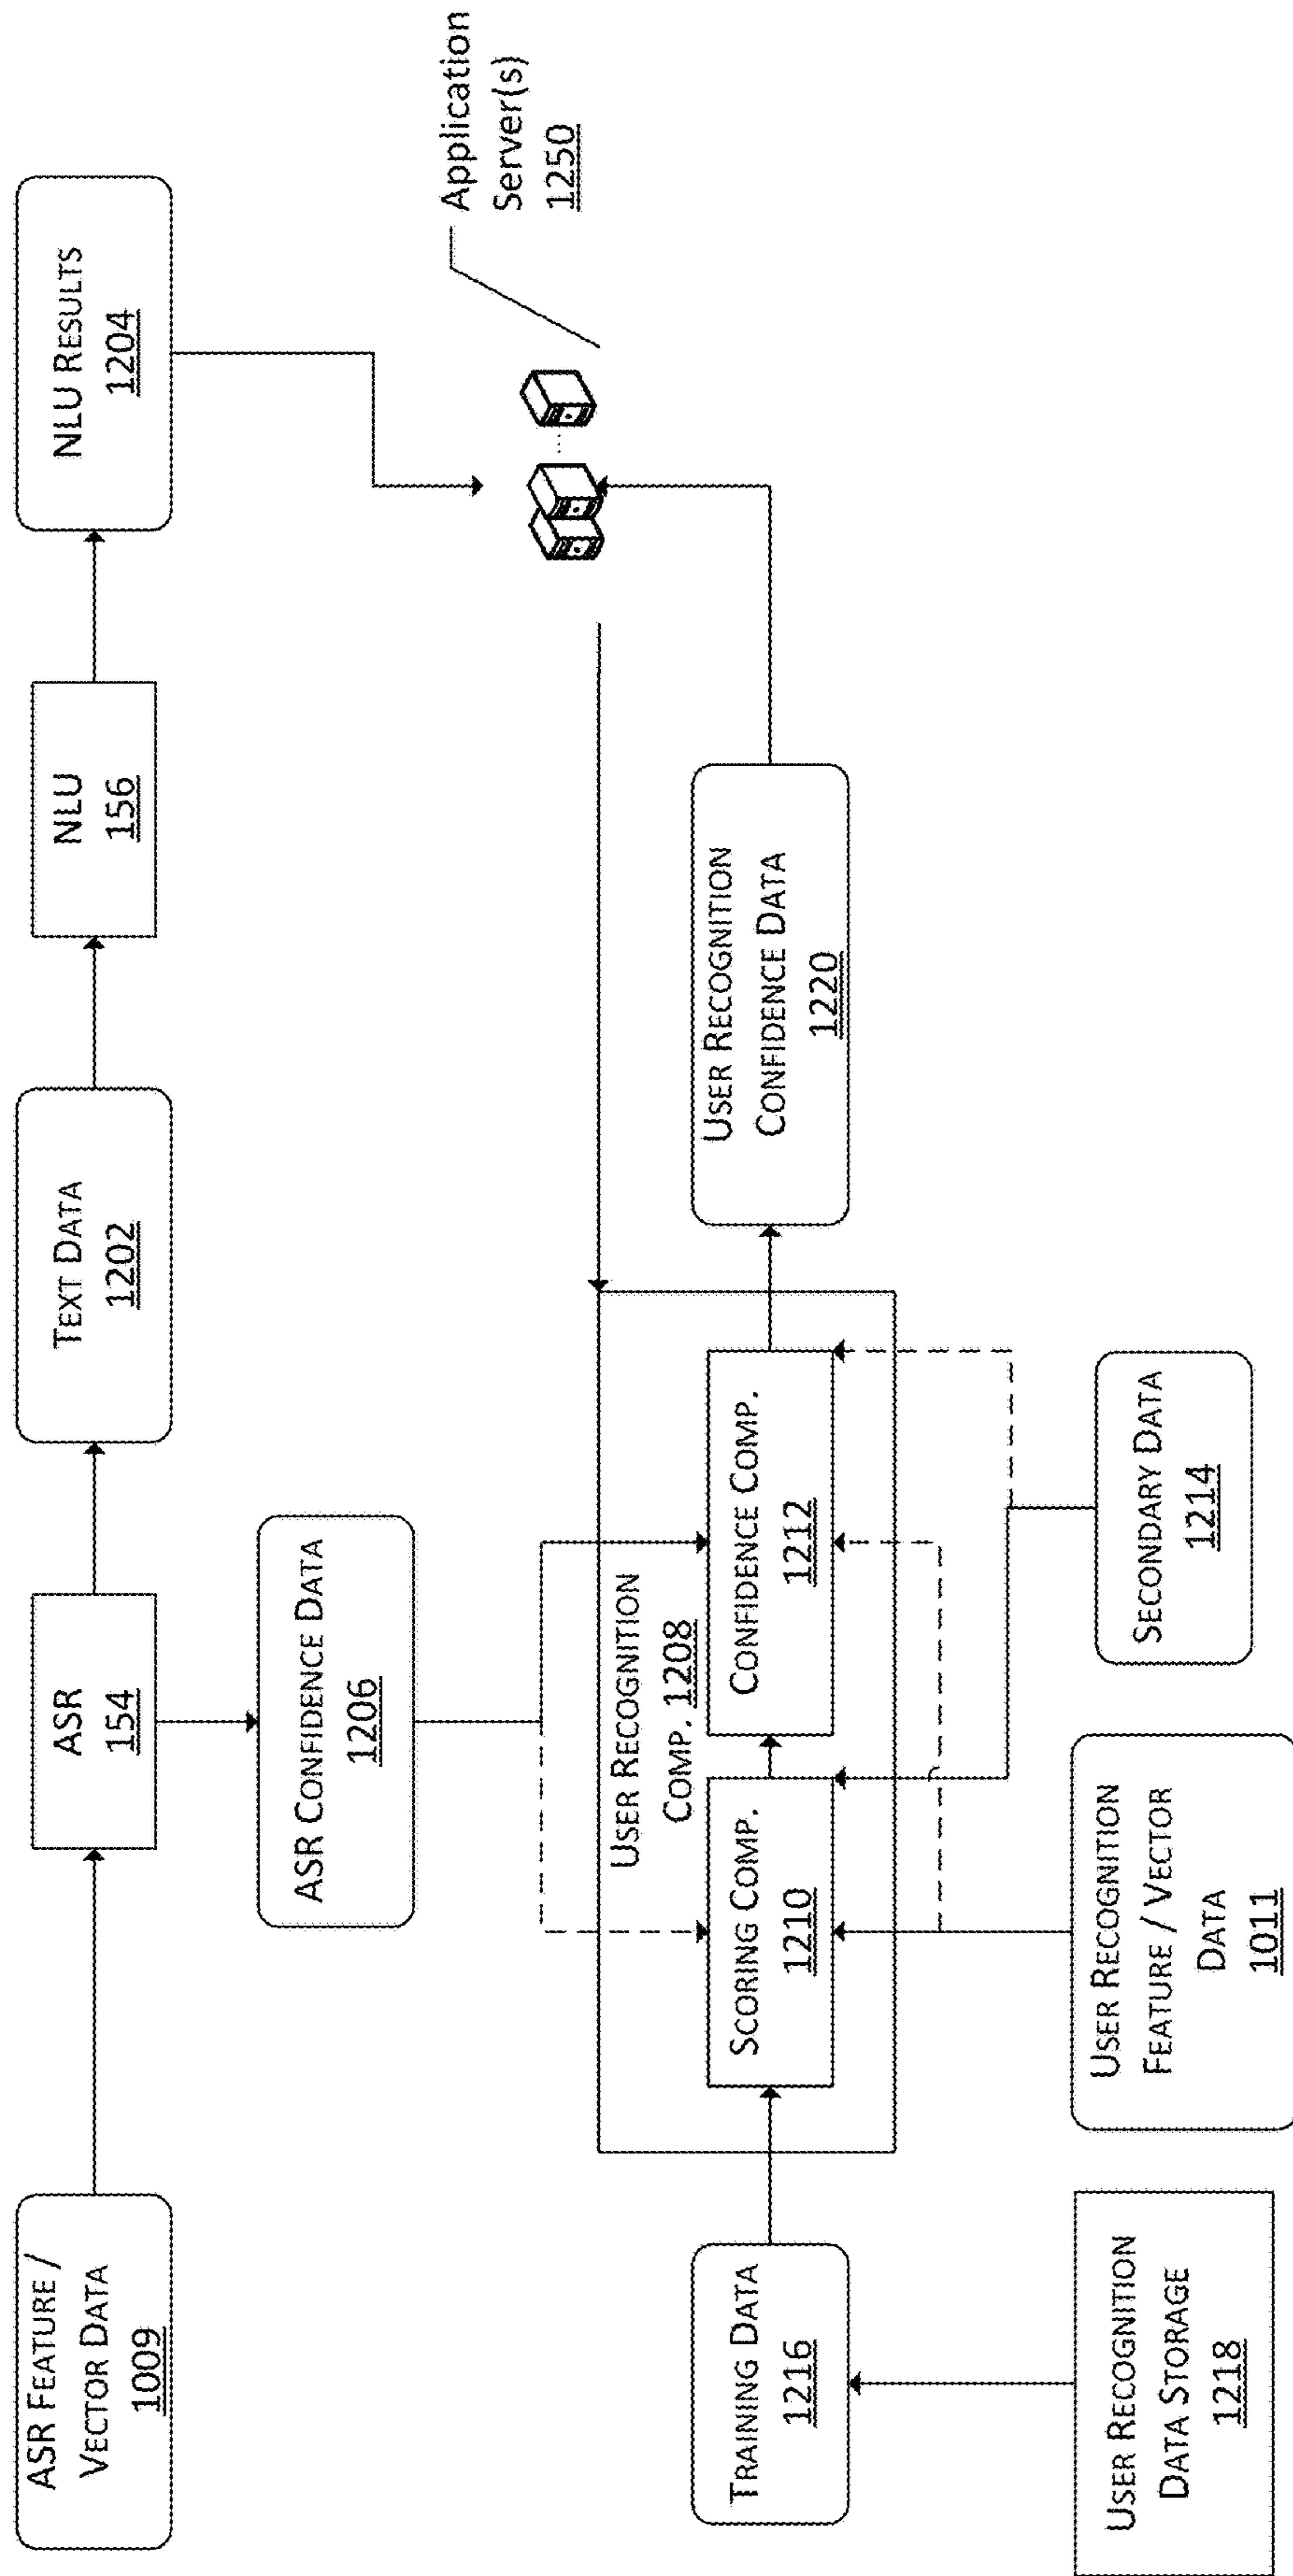 ASR FEATURE /
VECTOR DATA
1009
ASR
154
TEXT DATA
1202
NLU
156
NLU RESULTS
1204
ASR CONFIDENCE DATA
1206
Application
Server(s)
1250
USER RECOGNITION
COMP. 1208
TRAINING DATA
1216
SCORING COMP.
1210
CONFIDENCE COMP.
1212
USER RECOGNITION
CONFIDENCE DATA
1220
USER RECOGNITION
DATA STORAGE
1218
USER RECOGNITION
FEATURE / VECTOR
DATA
1011
SECONDARY DATA
1214